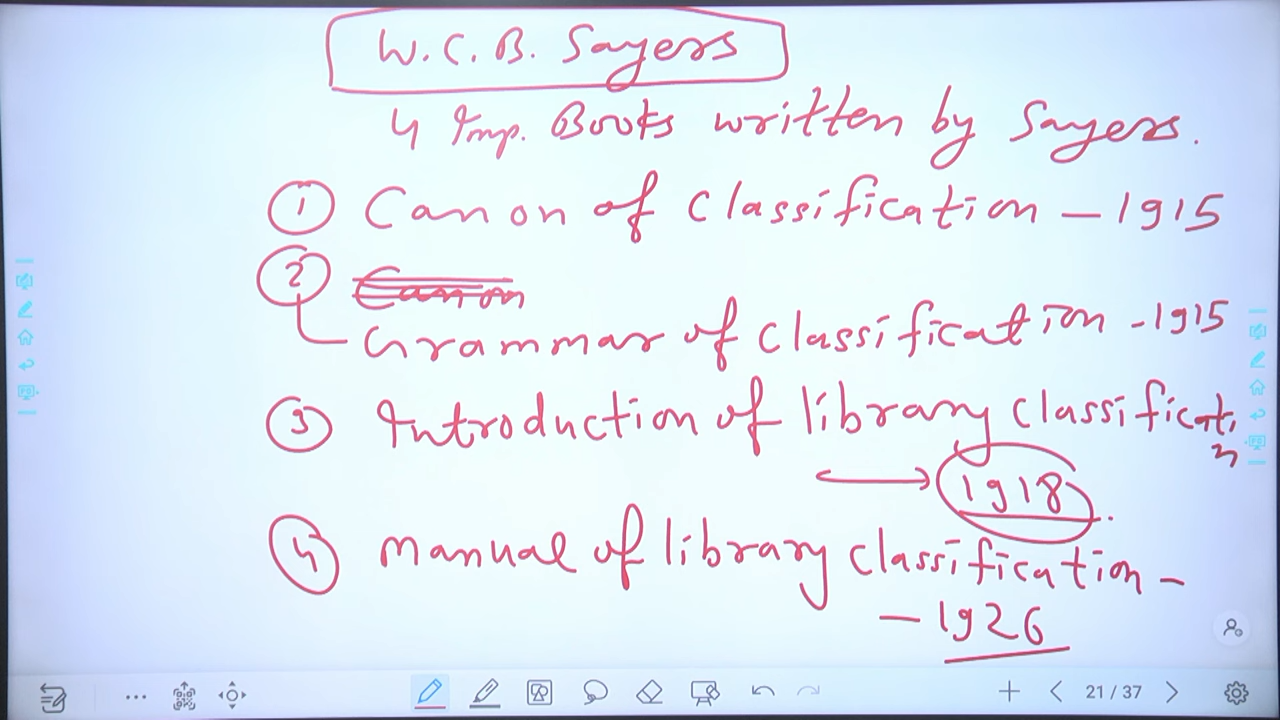 W.C.B. Sayers
4 Imp. Books written by Sayers.
① Canon of classification – 1915
② Canon
Grammar of classification - 1915
③ Introduction of library classification
1918.
④ Manual of library classification –
– 1926
21 / 37